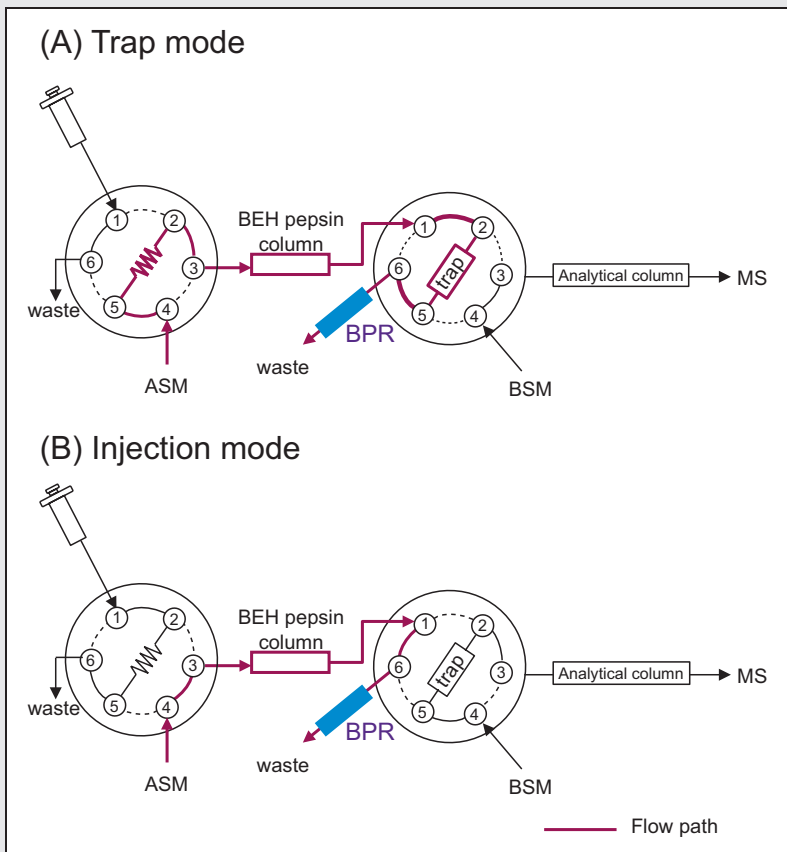 (A) Trap mode
1
2
3
4
5
6
waste
ASM
BEH pepsin
column
1
2
3
4
5
6
trap
BPR
waste
BSM
Analytical column
MS
(B) Injection mode
1
2
3
4
5
6
waste
ASM
BEH pepsin
column
1
2
3
4
5
6
trap
BPR
waste
BSM
Analytical column
MS
Flow path